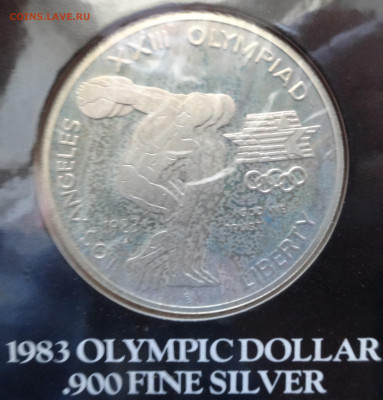 COINS.LAVE.RU
XXIII OLYMPIAD
LOS ANGELES
LIBERTY
1983 OLYMPIC DOLLAR
.900 FINE SILVER